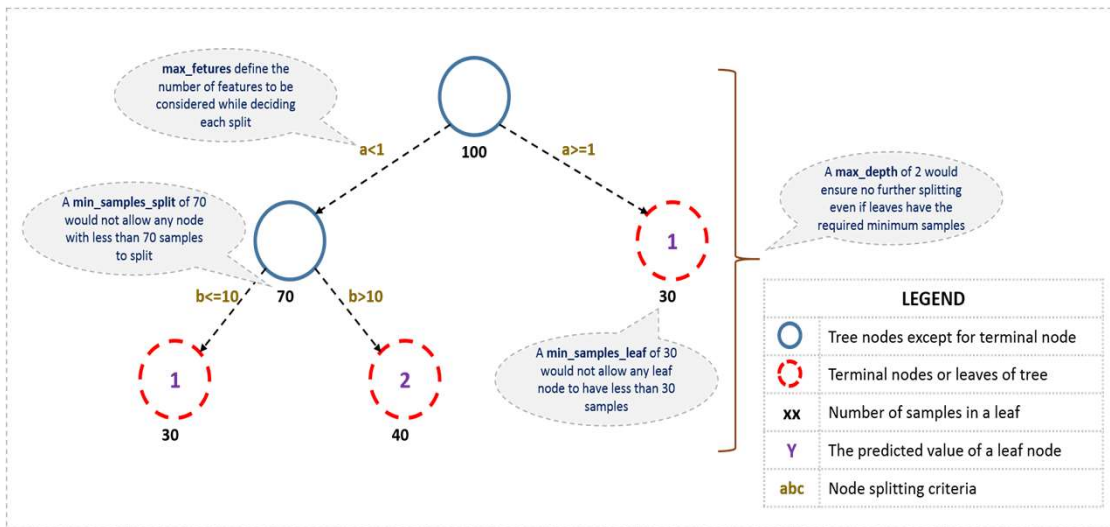 max_fetures define the
number of features to be
considered while deciding
each split
a<1
100
a>=1
A max_depth of 2 would
ensure no further splitting
even if leaves have the
required minimum samples
A min_samples_split of 70
would not allow any node
with less than 70 samples
to split
1
30
b<=10
70
b>10
A min_samples_leaf of 30
would not allow any leaf
node to have less than 30
samples
1
30
2
40
LEGEND
Tree nodes except for terminal node
Terminal nodes or leaves of tree
xx Number of samples in a leaf
Y The predicted value of a leaf node
abc Node splitting criteria